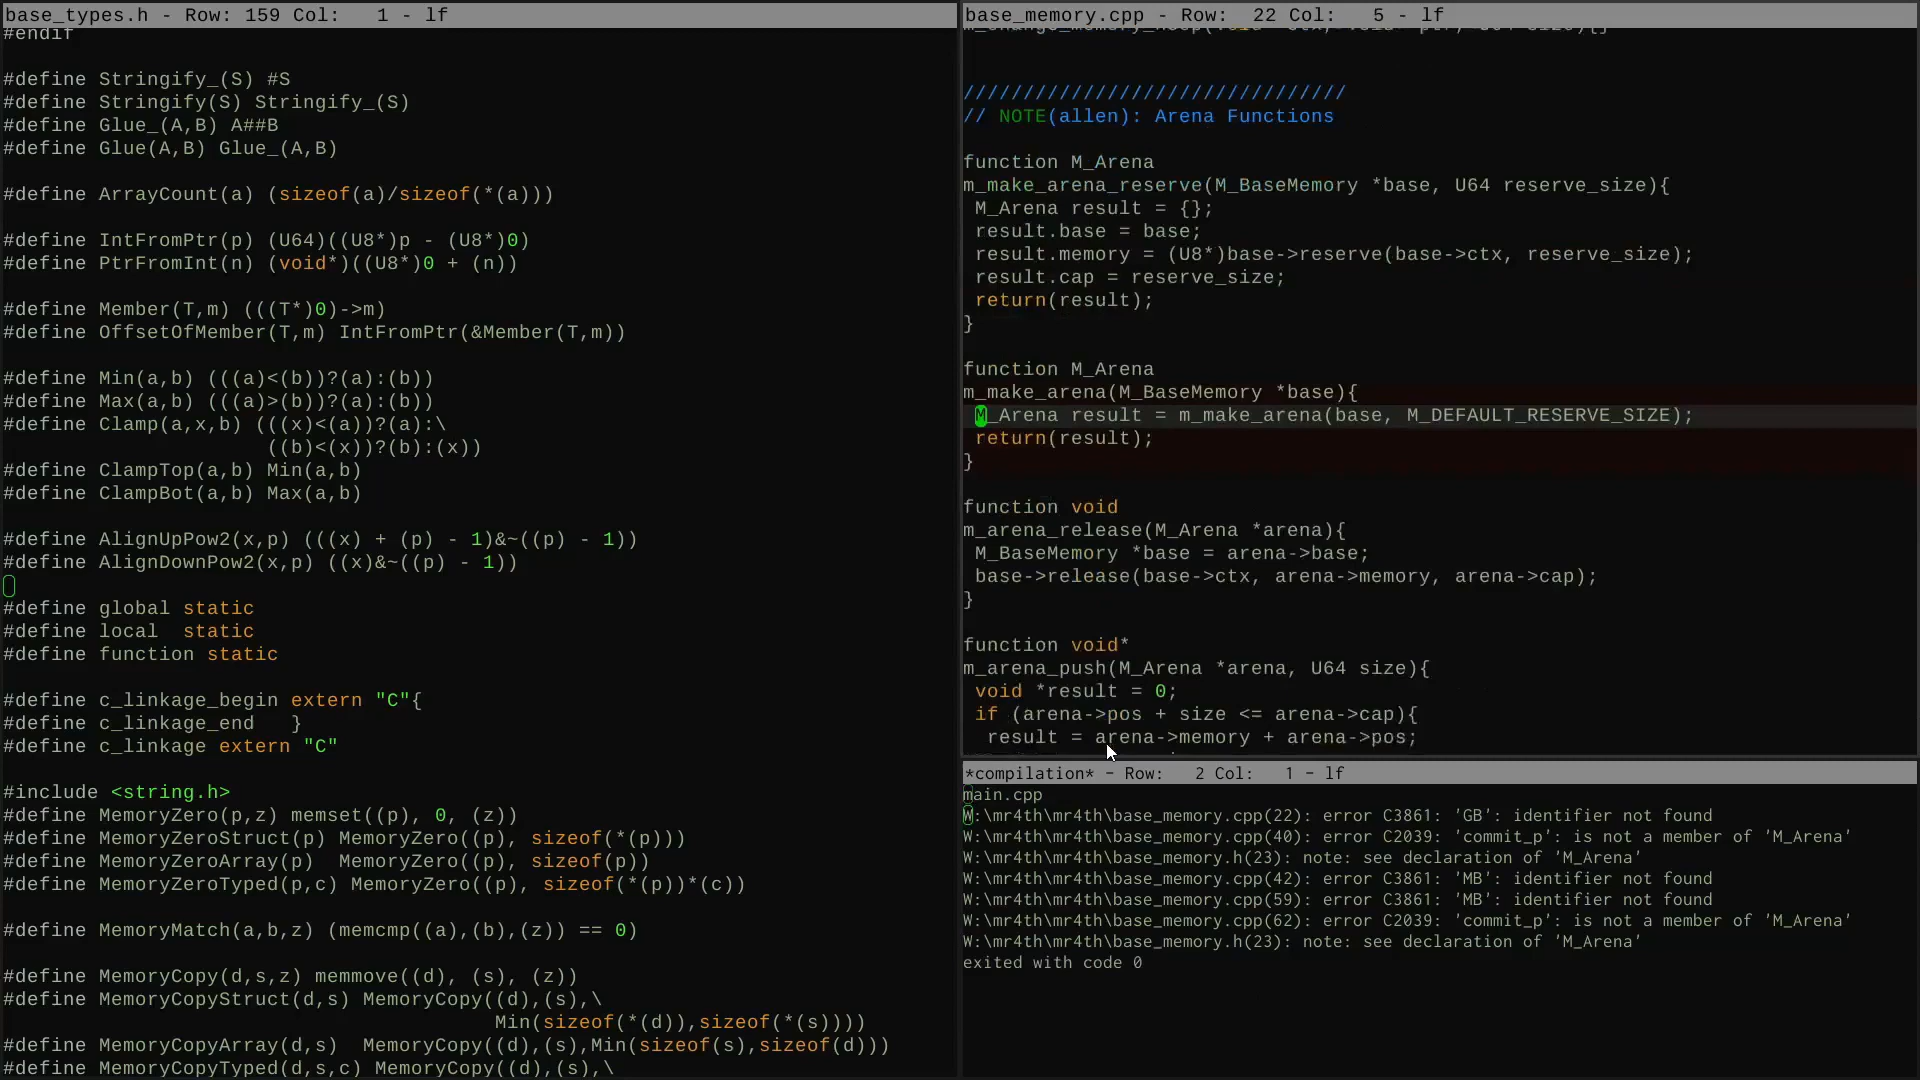 base_types.h - Row: 159 Col:   1 - lf
#endif
#define Stringify_(S) #S
#define Stringify(S) Stringify_(S)
#define Glue_(A,B) A##B
#define Glue(A,B) Glue_(A,B)
#define ArrayCount(a) (sizeof(a)/sizeof(*(a)))
#define IntFromPtr(p) (U64)((U8*)p - (U8*)0)
#define PtrFromInt(n) (void*)((U8*)0 + (n))
#define Member(T,m) (((T*)0)->m)
#define OffsetOfMember(T,m) IntFromPtr(&Member(T,m))
#define Min(a,b) (((a)<(b))?(a):(b))
#define Max(a,b) (((a)>(b))?(a):(b))
#define Clamp(a,x,b) (((x)<(a))?(a):\
((b)<(x))?(b):(x))
#define ClampTop(a,b) Min(a,b)
#define ClampBot(a,b) Max(a,b)
#define AlignUpPow2(x,p) (((x) + (p) - 1)&~((p) - 1))
#define AlignDownPow2(x,p) ((x)&~((p) - 1))
#define global static
#define local  static
#define function static
#define c_linkage_begin extern "C"{
#define c_linkage_end   }
#define c_linkage extern "C"
#include <string.h>
#define MemoryZero(p,z) memset((p), 0, (z))
#define MemoryZeroStruct(p) MemoryZero((p), sizeof(*(p)))
#define MemoryZeroArray(p)  MemoryZero((p), sizeof(p))
#define MemoryZeroTyped(p,c) MemoryZero((p), sizeof(*(p))*(c))
#define MemoryMatch(a,b,z) (memcmp((a),(b),(z)) == 0)
#define MemoryCopy(d,s,z) memmove((d), (s), (z))
#define MemoryCopyStruct(d,s) MemoryCopy((d),(s),\
Min(sizeof(*(d)),sizeof(*(s))))
#define MemoryCopyArray(d,s)  MemoryCopy((d),(s),Min(sizeof(s),sizeof(d)))
#define MemoryCopyTyped(d,s,c) MemoryCopy((d),(s),\
base_memory.cpp - Row:  22 Col:   5 - lf
////////////////////////////////
// NOTE(allen): Arena Functions
function M_Arena
m_make_arena_reserve(M_BaseMemory *base, U64 reserve_size){
M_Arena result = {};
result.base = base;
result.memory = (U8*)base->reserve(base->ctx, reserve_size);
result.cap = reserve_size;
return(result);
}
function M_Arena
m_make_arena(M_BaseMemory *base){
M_Arena result = m_make_arena(base, M_DEFAULT_RESERVE_SIZE);
return(result);
}
function void
m_arena_release(M_Arena *arena){
M_BaseMemory *base = arena->base;
base->release(base->ctx, arena->memory, arena->cap);
}
function void*
m_arena_push(M_Arena *arena, U64 size){
void *result = 0;
if (arena->pos + size <= arena->cap){
result = arena->memory + arena->pos;
*compilation* - Row:   2 Col:   1 - lf
main.cpp
W:\mr4th\mr4th\base_memory.cpp(22): error C3861: 'GB': identifier not found
W:\mr4th\mr4th\base_memory.cpp(40): error C2039: 'commit_p': is not a member of 'M_Arena'
W:\mr4th\mr4th\base_memory.h(23): note: see declaration of 'M_Arena'
W:\mr4th\mr4th\base_memory.cpp(42): error C3861: 'MB': identifier not found
W:\mr4th\mr4th\base_memory.cpp(59): error C3861: 'MB': identifier not found
W:\mr4th\mr4th\base_memory.cpp(62): error C2039: 'commit_p': is not a member of 'M_Arena'
W:\mr4th\mr4th\base_memory.h(23): note: see declaration of 'M_Arena'
exited with code 0